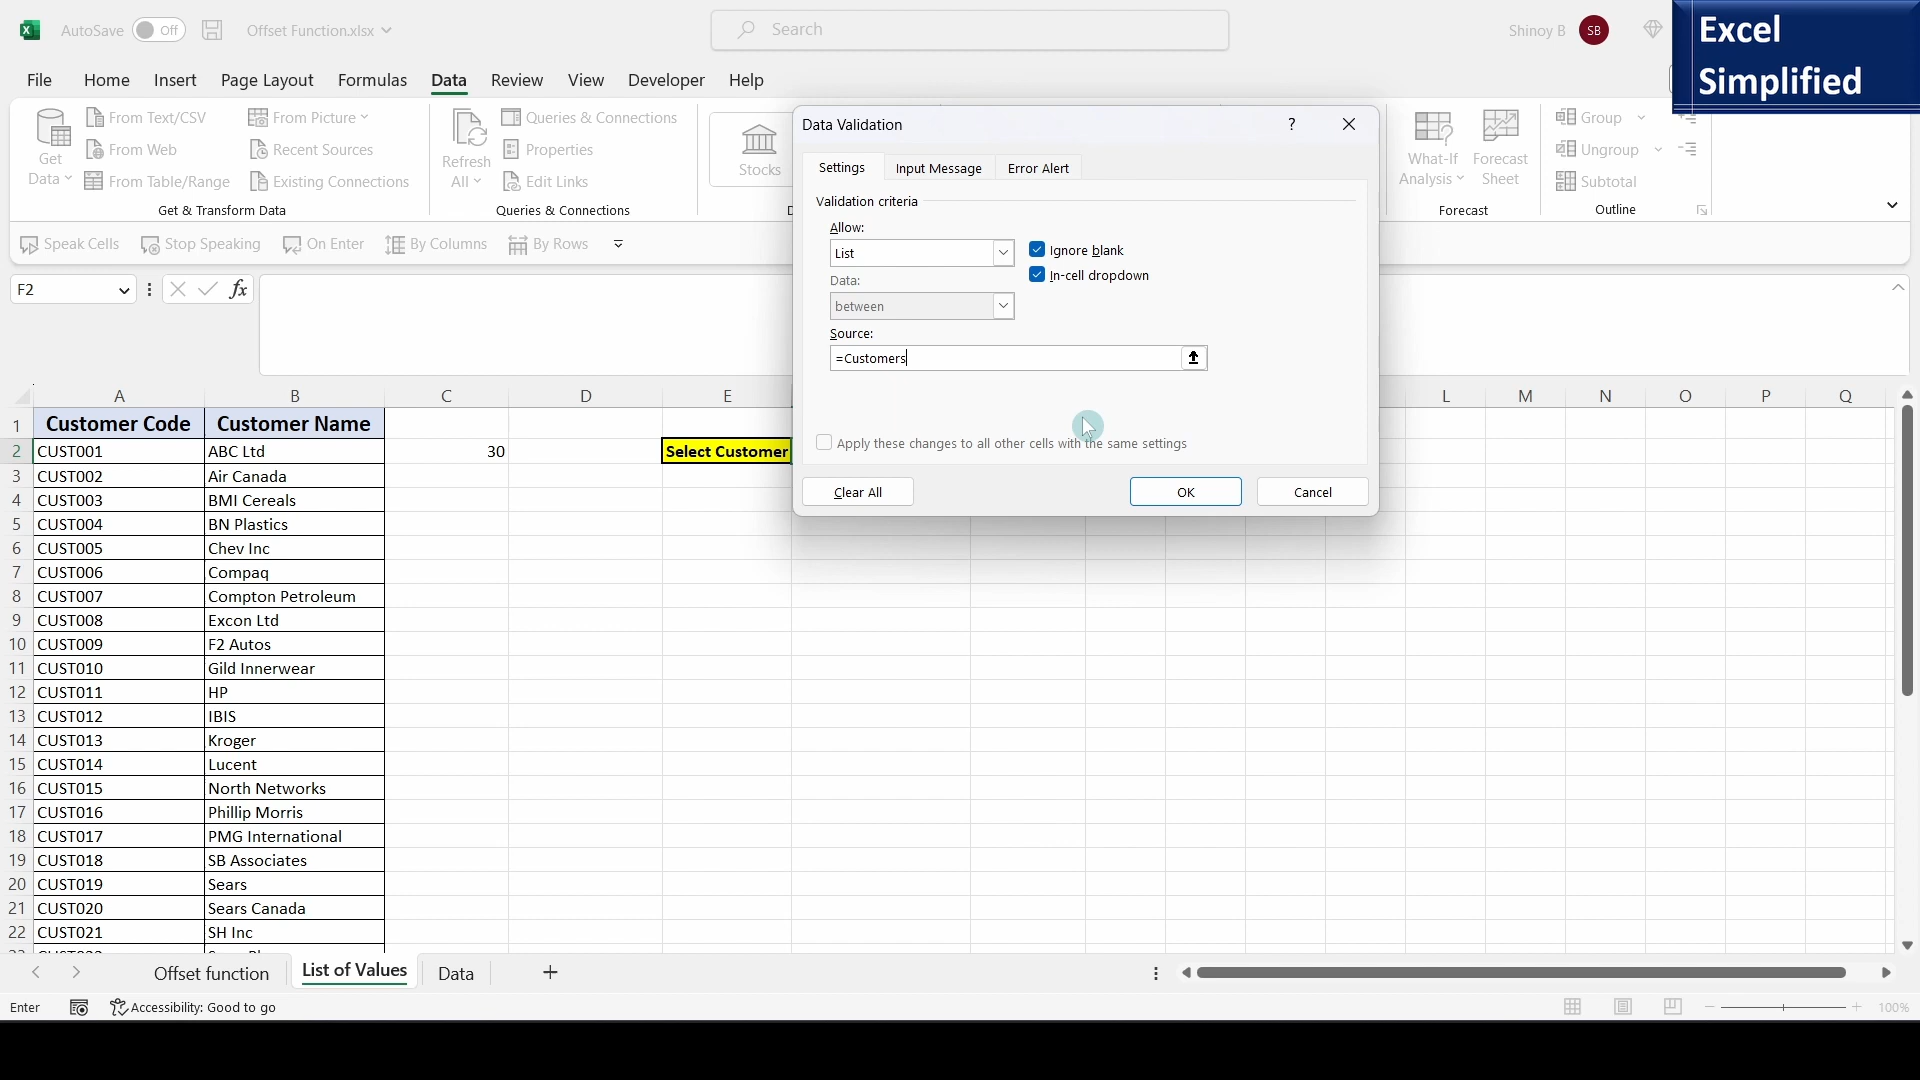 AutoSave Off Offset Function.xlsx Search Shinoy B SB
Excel
Simplified
File Home Insert Page Layout Formulas Data Review View Developer Help
Get
Data
From Text/CSV
From Web
From Table/Range
From Picture
Recent Sources
Existing Connections
Get & Transform Data
Refresh
All
Queries & Connections
Properties
Edit Links
Queries & Connections
Stocks
What-If
Analysis
Forecast
Sheet
Forecast
Group
Ungroup
Subtotal
Outline
Speak Cells Stop Speaking On Enter By Columns By Rows
F2 fx
Data Validation ?
Settings Input Message Error Alert
Validation criteria
Allow:
List
Ignore blank
In-cell dropdown
Data:
between
Source:
=Customers
Apply these changes to all other cells with the same settings
Clear All OK Cancel
A B C D E L M N O P Q
1 Customer Code Customer Name
2 CUST001 ABC Ltd 30 Select Customer
3 CUST002 Air Canada
4 CUST003 BMI Cereals
5 CUST004 BN Plastics
6 CUST005 Chev Inc
7 CUST006 Compaq
8 CUST007 Compton Petroleum
9 CUST008 Excon Ltd
10 CUST009 F2 Autos
11 CUST010 Gild Innerwear
12 CUST011 HP
13 CUST012 IBIS
14 CUST013 Kroger
15 CUST014 Lucent
16 CUST015 North Networks
17 CUST016 Phillip Morris
18 CUST017 PMG International
19 CUST018 SB Associates
20 CUST019 Sears
21 CUST020 Sears Canada
22 CUST021 SH Inc
Offset function List of Values Data
Enter Accessibility: Good to go 100%